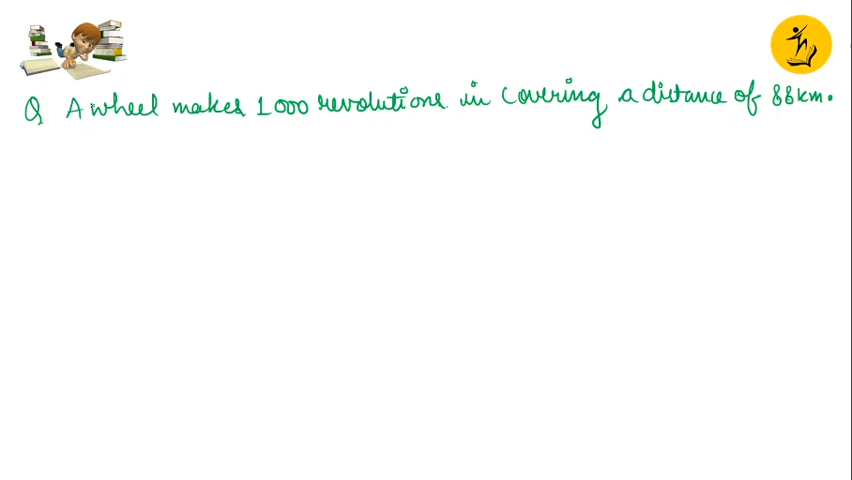 Q A wheel makes 1000 revolutions in covering a distance of 88km.